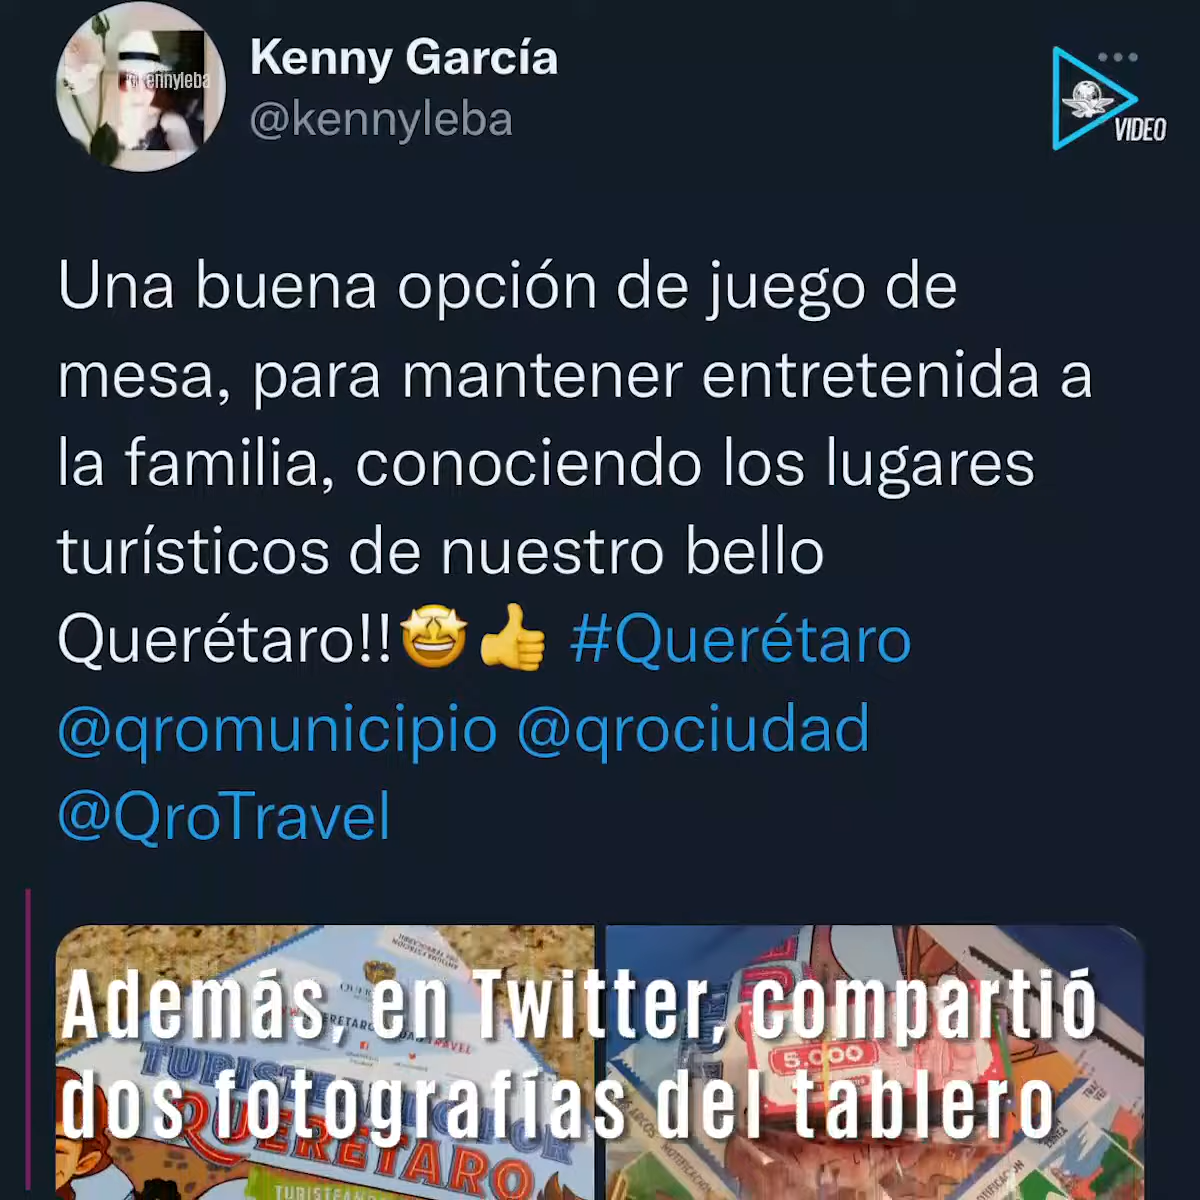 Kenny García
@kennyleba
@kennyleba
VIDEO
Una buena opción de juego de
mesa, para mantener entretenida a
la familia, conociendo los lugares
turísticos de nuestro bello
Querétaro!!🤩👍 #Querétaro
@qromunicipio @qrociudad
@QroTravel
Además, en Twitter, compartió
dos fotografías del tablero
QUERÉTARO
5.000